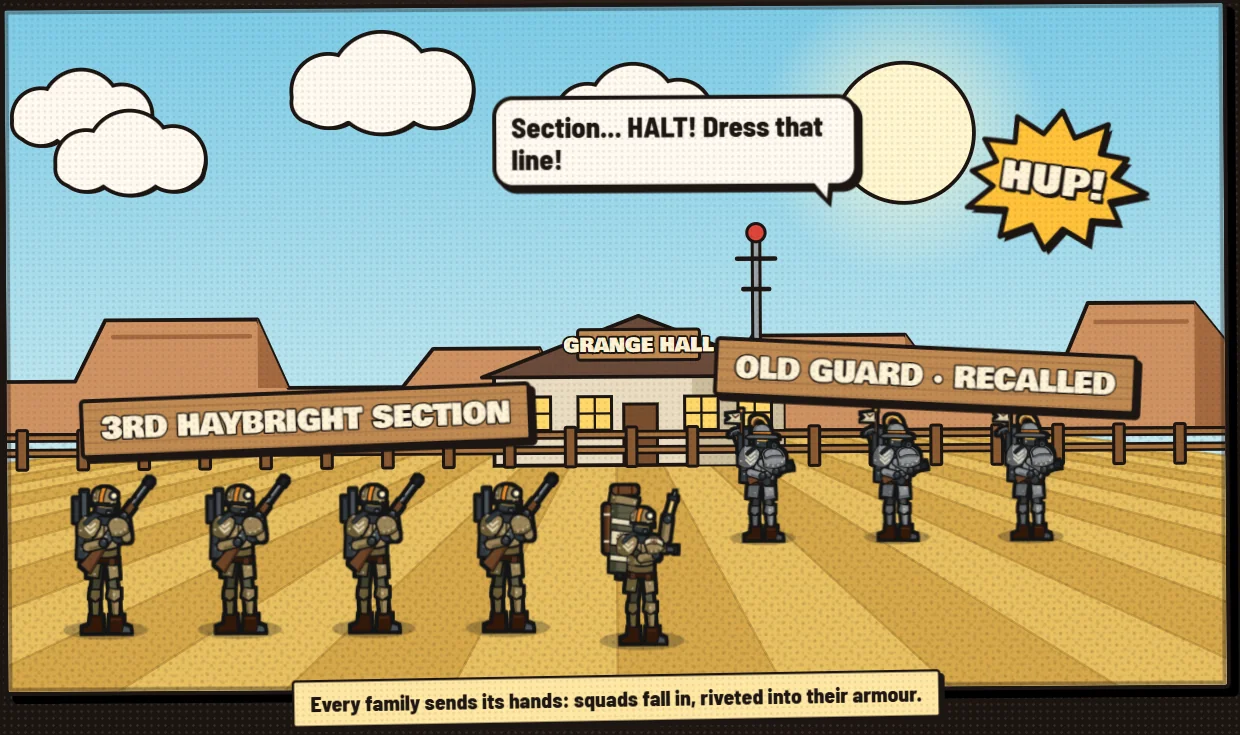 Section... HALT! Dress that
line!
HUP!
GRANGE HALL
OLD GUARD · RECALLED
3RD HAYBRIGHT SECTION
Every family sends its hands: squads fall in, riveted into their armour.